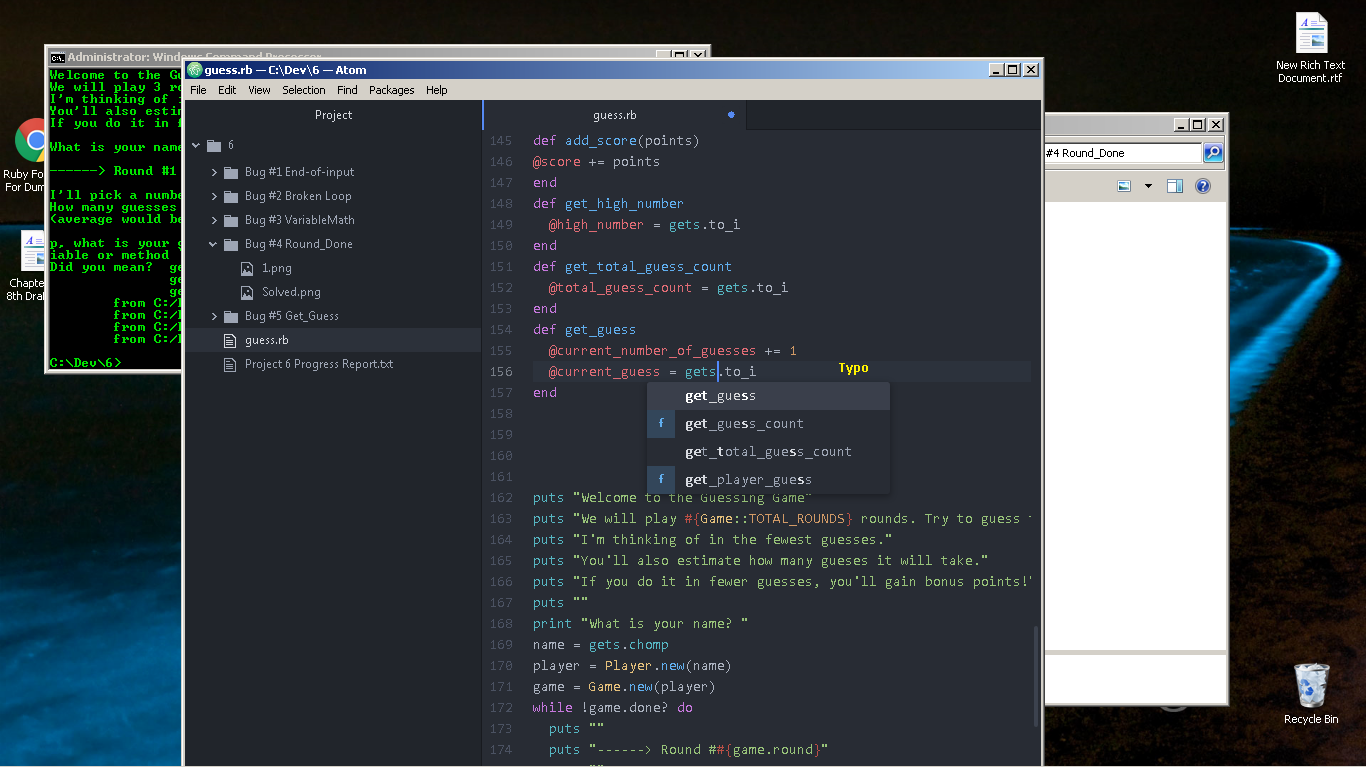 New Rich Text
Document.rtf
Administrator: Windows Command Processor
Welcome to the Gu
We will play 3 ro
I'm thinking of i
You'll also estim
If you do it in f
What is your name
------> Round #1
I'll pick a numbe
How many guesses
(average would be
p, what is your g
iable or method
Did you mean? ge
ge
ge
from C:/
from C:/
from C:/
from C:/
C:\Dev\6>
Ruby Fo
For Dum
Chapte
8th Dra
guess.rb — C:\Dev\6 — Atom
File Edit View Selection Find Packages Help
Project
6
Bug #1 End-of-input
Bug #2 Broken Loop
Bug #3 VariableMath
Bug #4 Round_Done
1.png
Solved.png
Bug #5 Get_Guess
guess.rb
Project 6 Progress Report.txt
guess.rb
145 def add_score(points)
146 @score += points
147 end
148 def get_high_number
149 @high_number = gets.to_i
150 end
151 def get_total_guess_count
152 @total_guess_count = gets.to_i
153 end
154 def get_guess
155 @current_number_of_guesses += 1
156 @current_guess = gets.to_i
Typo
157 end
get_guess
f get_guess_count
get_total_guess_count
f get_player_guess
158
159
160
161
162 puts "Welcome to the Guessing Game"
163 puts "We will play #{Game::TOTAL_ROUNDS} rounds. Try to guess
164 puts "I'm thinking of in the fewest guesses."
165 puts "You'll also estimate how many gueses it will take."
166 puts "If you do it in fewer guesses, you'll gain bonus points!"
167 puts ""
168 print "What is your name? "
169 name = gets.chomp
170 player = Player.new(name)
171 game = Game.new(player)
172 while !game.done? do
173 puts ""
174 puts "------> Round ##{game.round}"
#4 Round_Done
Recycle Bin